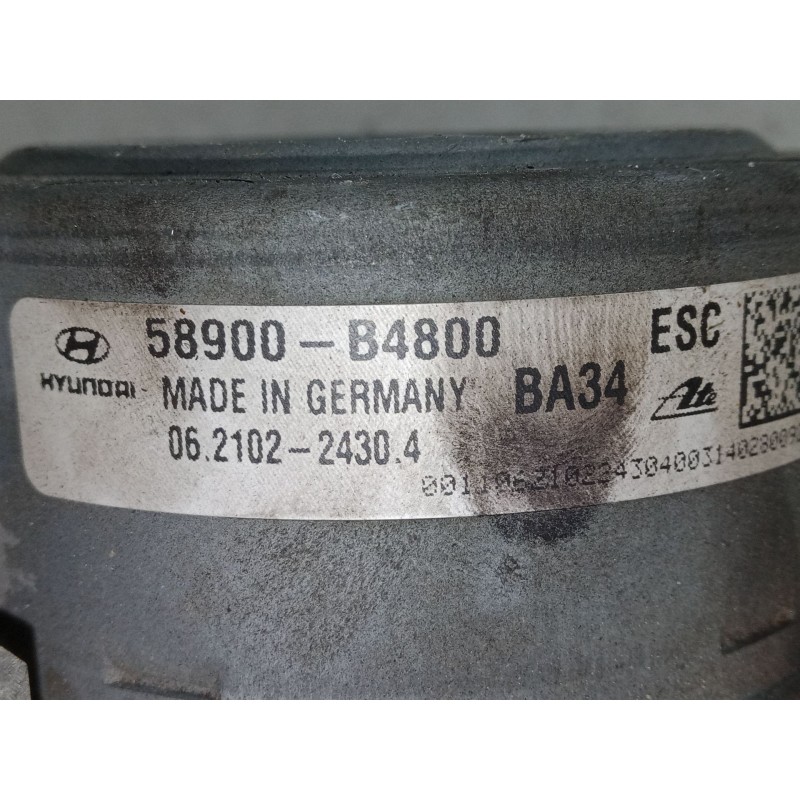 58900-B4800 ESC
HYUNDAI MADE IN GERMANY BA34 Ate
06.2102-2430.4